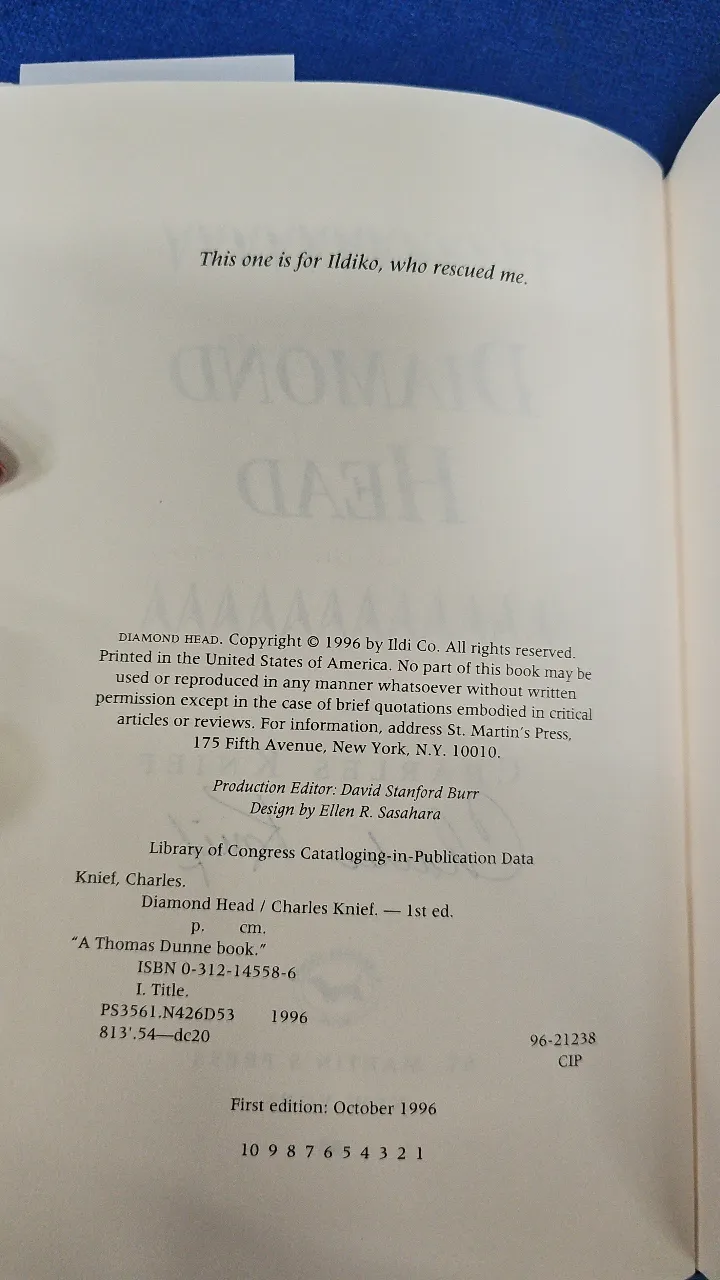 This one is for Ildiko, who rescued me.
DIAMOND
HEAD
DIAMOND HEAD. Copyright © 1996 by Ildi Co. All rights reserved.
Printed in the United States of America. No part of this book may be
used or reproduced in any manner whatsoever without written
permission except in the case of brief quotations embodied in critical
articles or reviews. For information, address St. Martin's Press,
175 Fifth Avenue, New York, N.Y. 10010.
CHARLES KNIEF
Production Editor: David Stanford Burr
Design by Ellen R. Sasahara
Library of Congress Catatloging-in-Publication Data
Knief, Charles.
Diamond Head / Charles Knief. — 1st ed.
p. cm.
"A Thomas Dunne book."
ISBN 0-312-14558-6
I. Title.
PS3561.N426D53 1996
813'.54—dc20 96-21238
CIP
First edition: October 1996
10 9 8 7 6 5 4 3 2 1